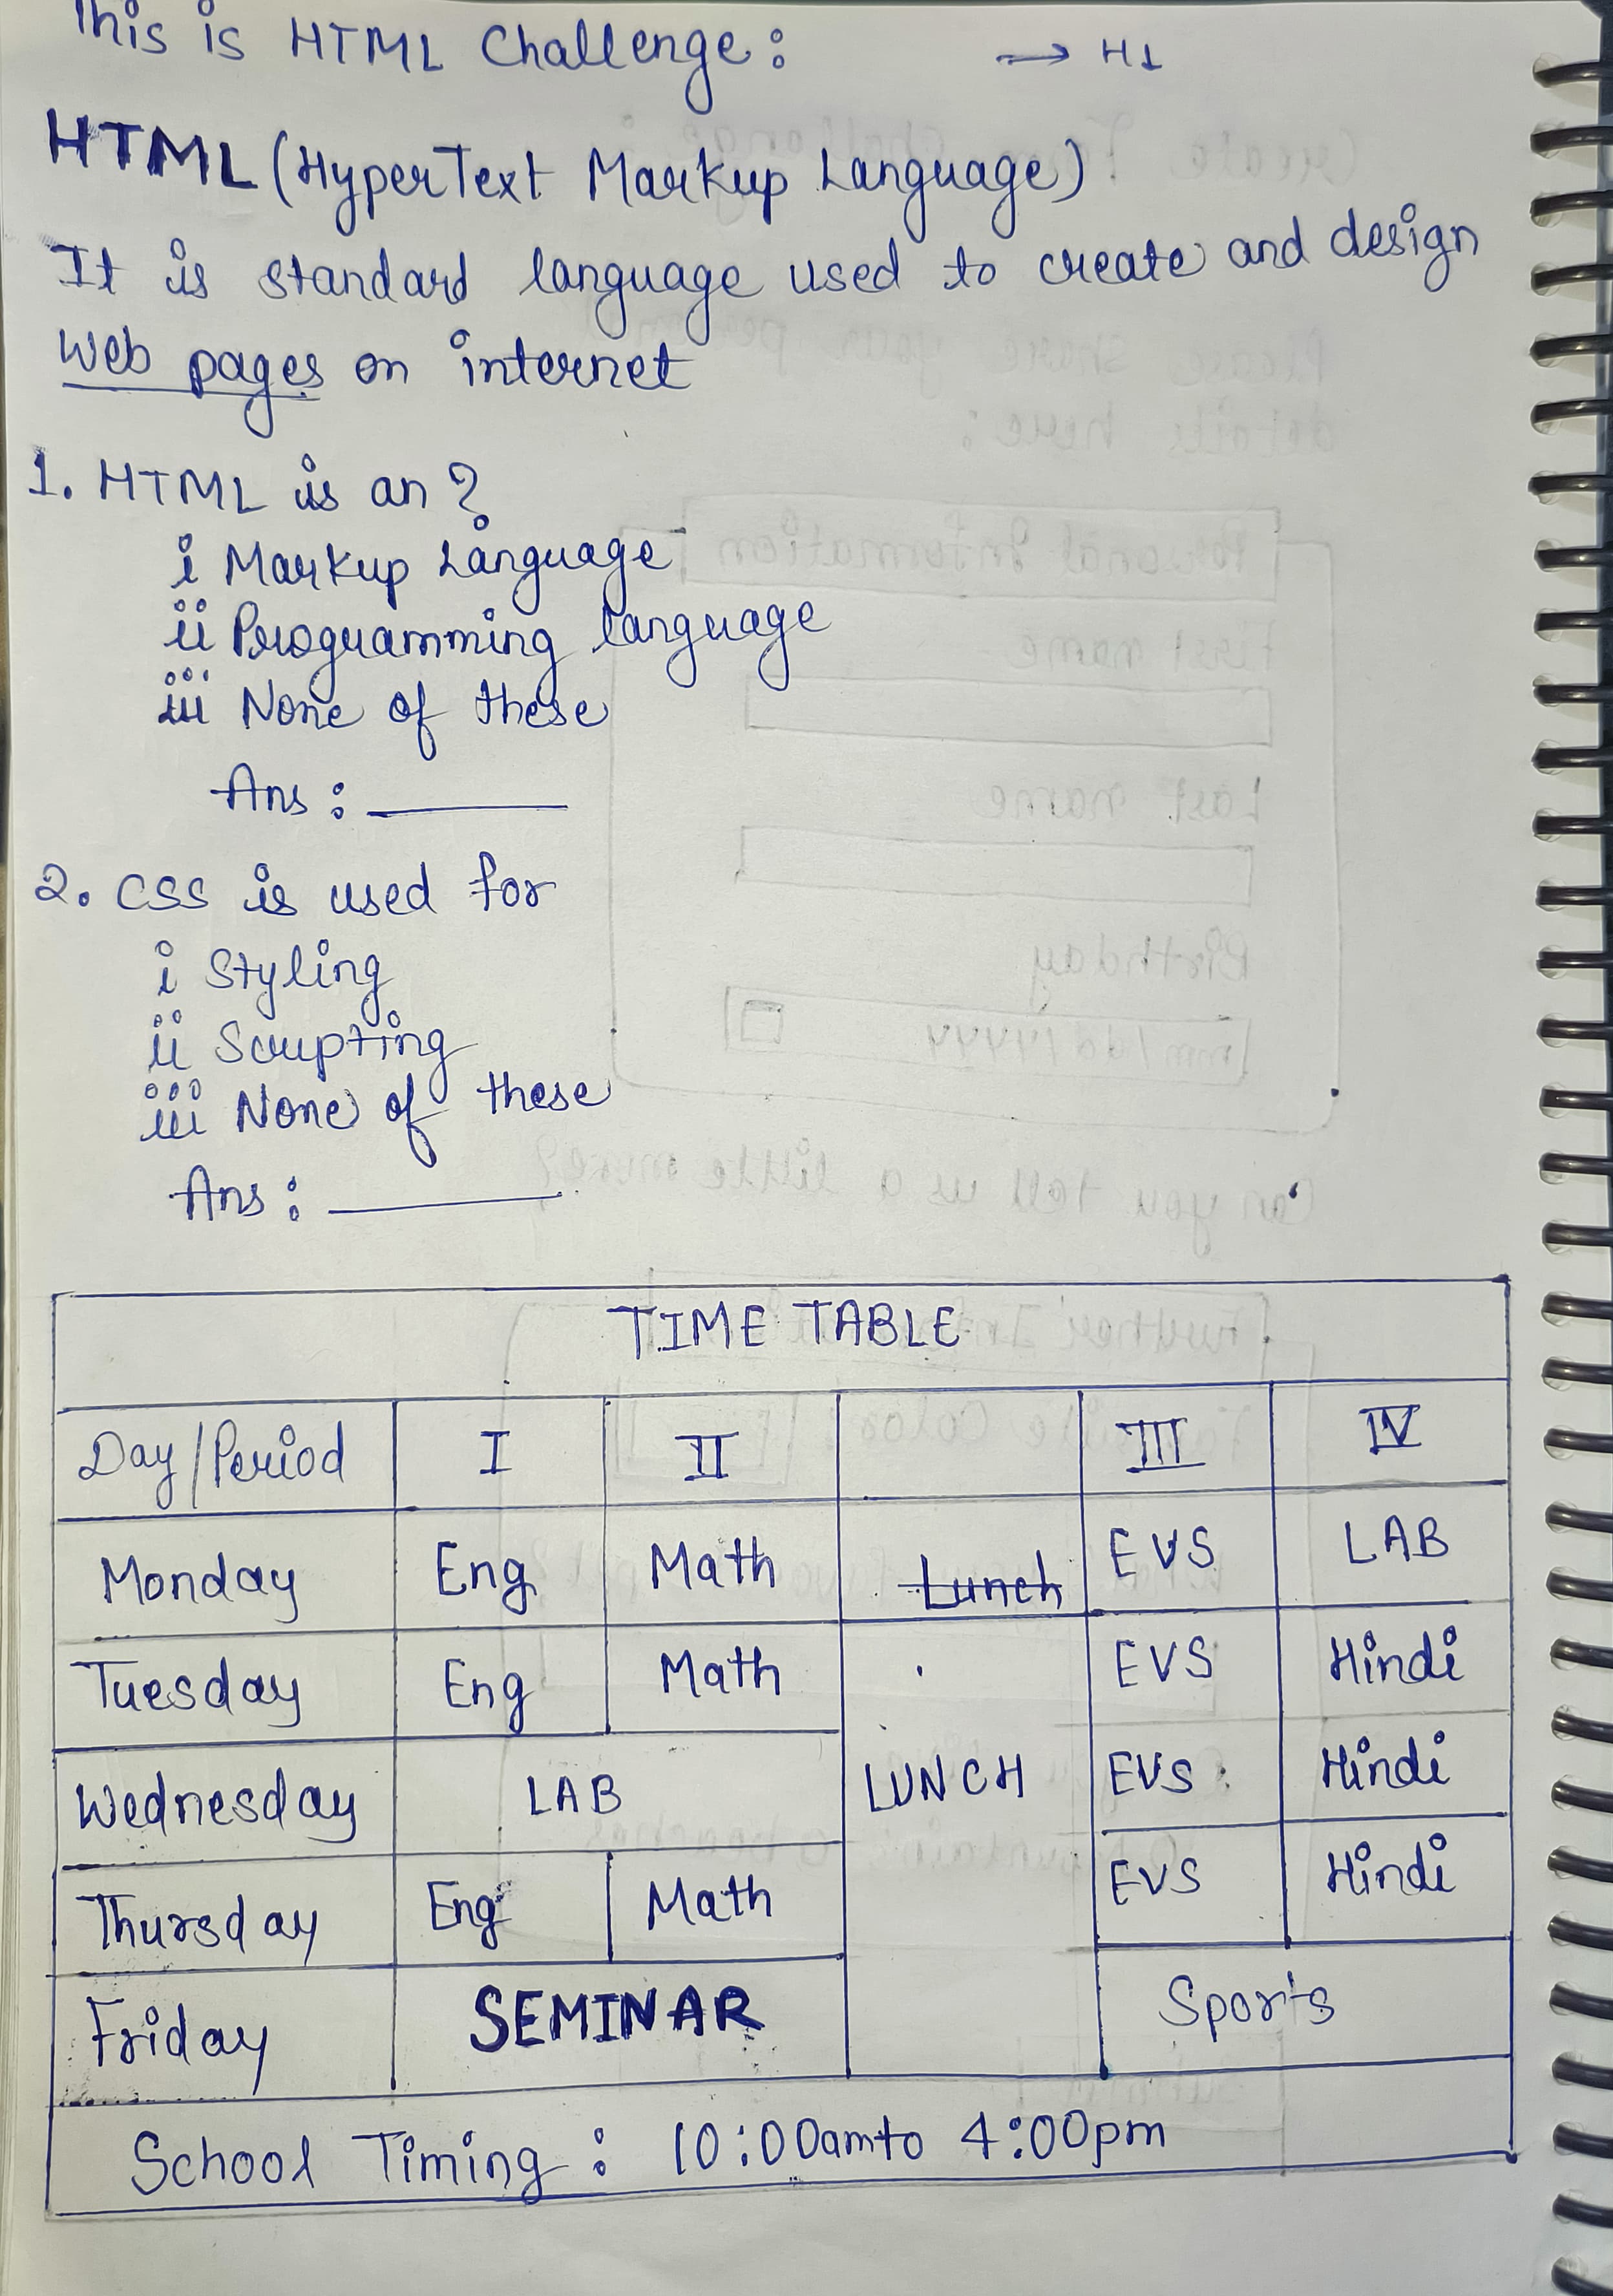 This is HTML Challenge: → H1
HTML (HyperText Markup Language)
It is standard language used to create and design
web pages on internet
1. HTML is an?
i Markup Language
ii Programming language
iii None of these
Ans : ______
2. CSS is used for
i Styling
ii Scripting
iii None of these
Ans : ______
TIME TABLE
Day/Period I II III IV
Monday Eng Math Lunch EVS LAB
Tuesday Eng Math EVS Hindi
Wednesday LAB LUNCH EVS Hindi
Thursday Eng Math EVS Hindi
Friday SEMINAR Sports
School Timing : 10:00am to 4:00pm